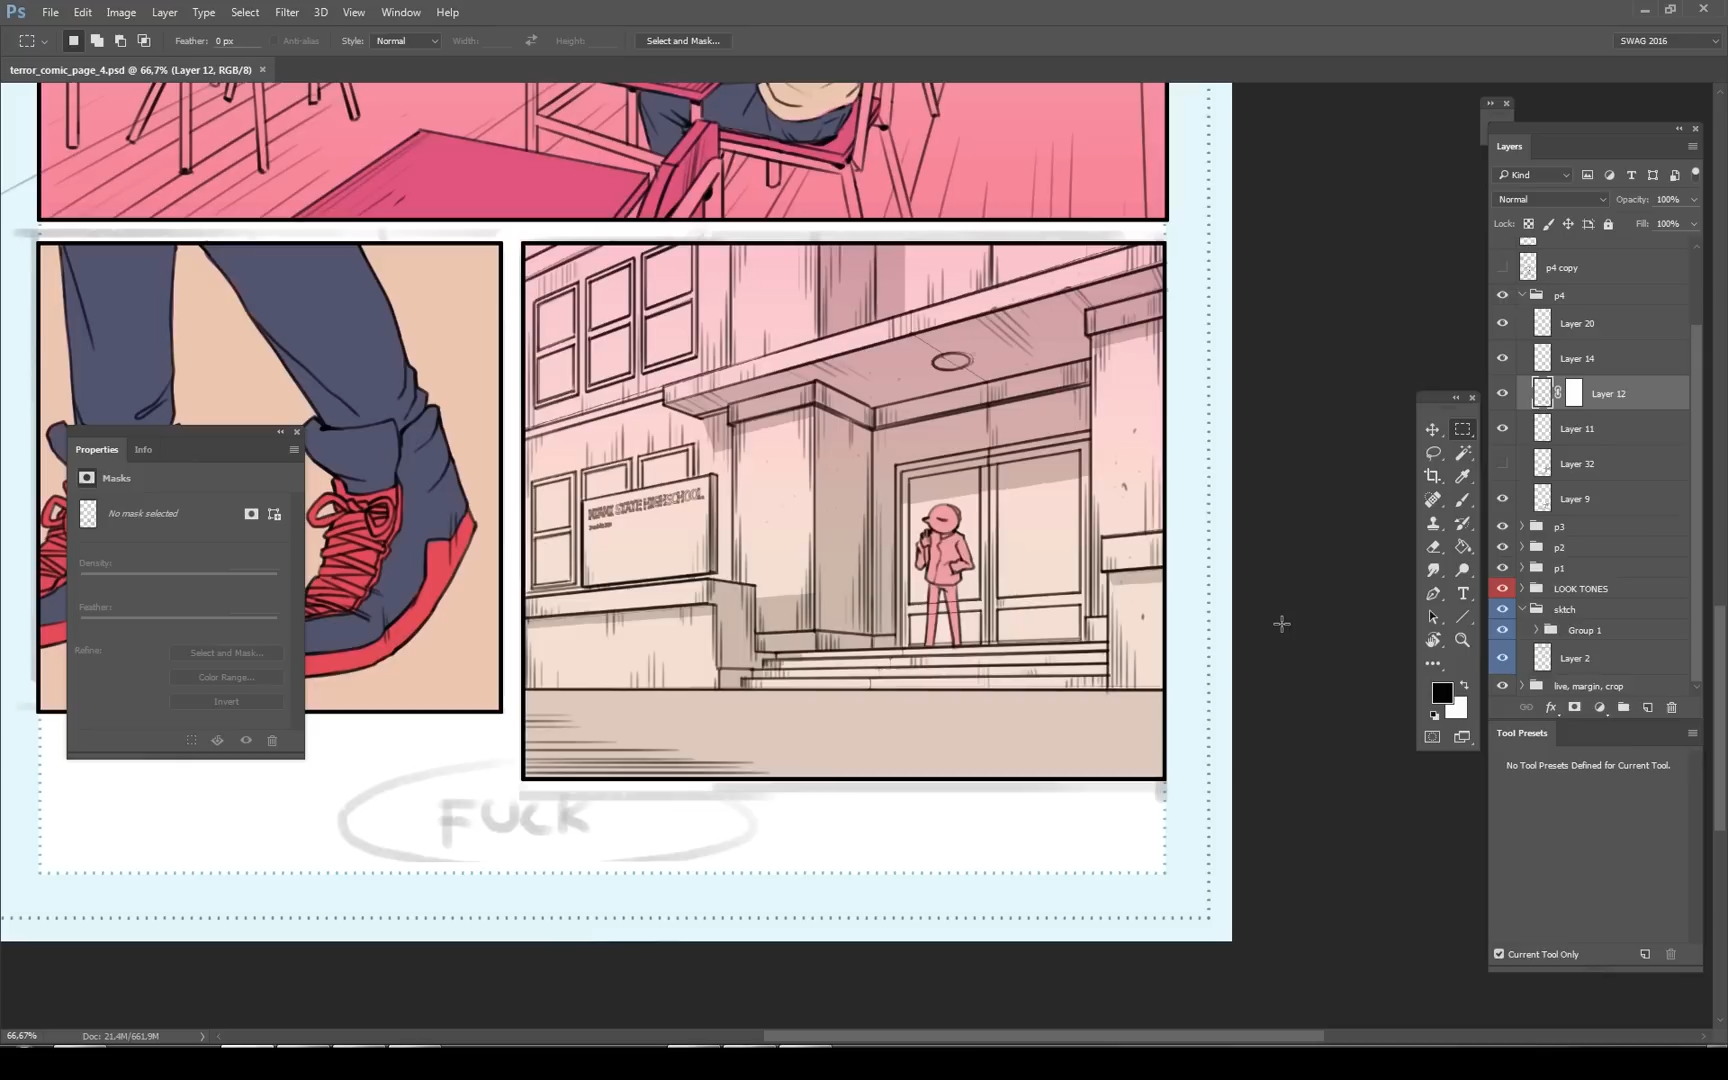 Ps File Edit Image Layer Type Select Filter 3D View Window Help
Feather: 0 px Anti-alias Style: Normal Width: Height: Select and Mask... SWAG 2016
terror_comic_page_4.psd @ 66,7% (Layer 12, RGB/8)
Layers
Kind
Normal Opacity: 100%
Lock: Fill: 100%
p4 copy
p4
Layer 20
Layer 14
Layer 12
Layer 11
Layer 32
Layer 9
p3
p2
p1
LOOK TONES
sktch
Group 1
Layer 2
live, margin, crop
fx
Tool Presets
No Tool Presets Defined for Current Tool.
Current Tool Only
Properties Info
Masks
No mask selected
Density:
Feather:
Refine: Select and Mask...
Color Range...
Invert
STATE HIGHSCHOOL
FUCK
66,67% Doc: 21,4M/661,9M